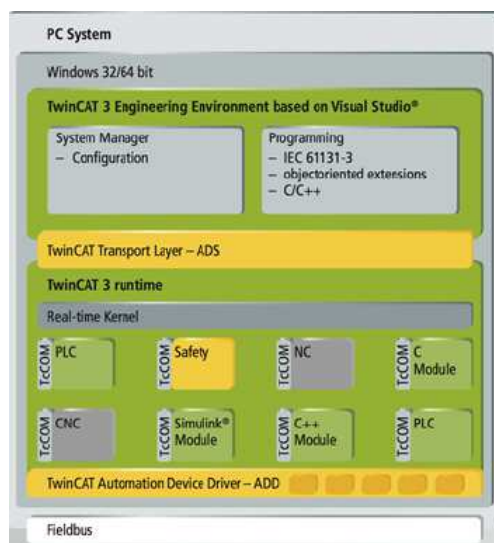 PC System
Windows 32/64 bit
TwinCAT 3 Engineering Environment based on Visual Studio®
System Manager
– Configuration
Programming
– IEC 61131-3
– objectoriented extensions
– C/C++
TwinCAT Transport Layer – ADS
TwinCAT 3 runtime
Real-time Kernel
TcCOM
PLC
TcCOM
Safety
TcCOM
NC
TcCOM
C
Module
TcCOM
CNC
TcCOM
Simulink®
Module
TcCOM
C++
Module
TcCOM
PLC
TwinCAT Automation Device Driver – ADD
Fieldbus